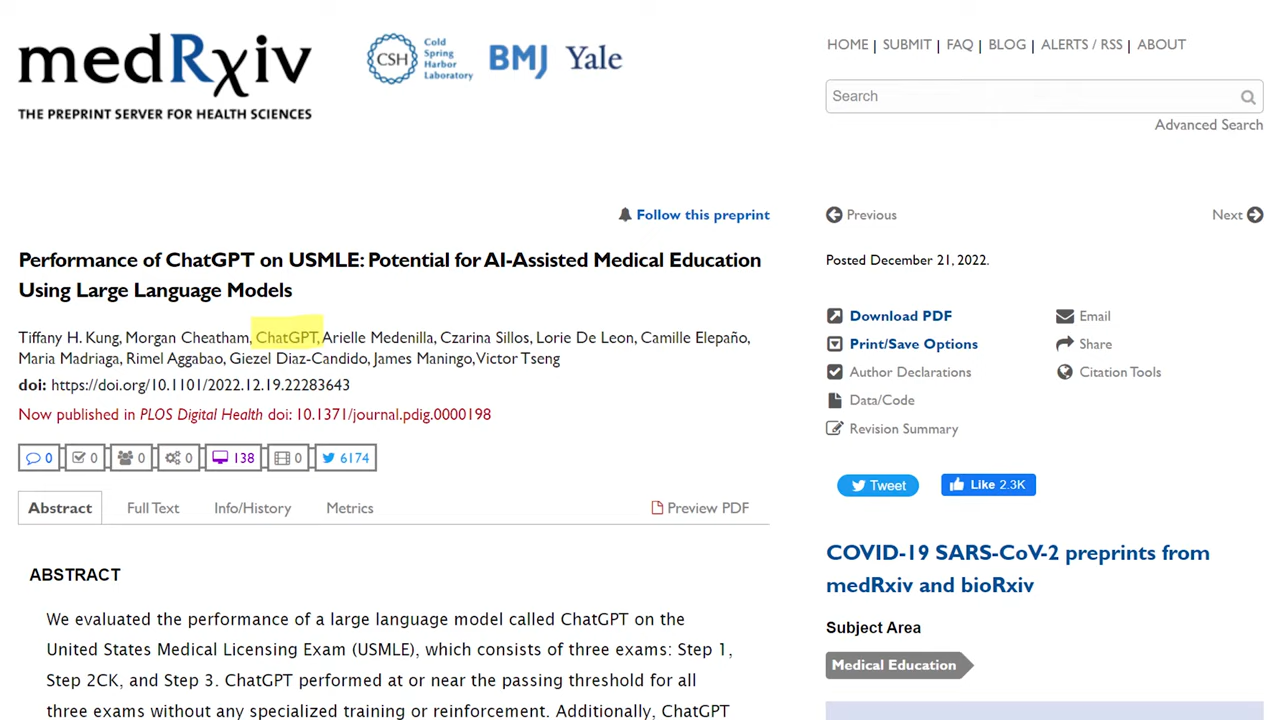 medRxiv
THE PREPRINT SERVER FOR HEALTH SCIENCES
CSH
Cold
Spring
Harbor
Laboratory
BMJ
Yale
HOME | SUBMIT | FAQ | BLOG | ALERTS / RSS | ABOUT
Search
Advanced Search
Follow this preprint
Performance of ChatGPT on USMLE: Potential for AI-Assisted Medical Education
Using Large Language Models
Tiffany H. Kung, Morgan Cheatham, ChatGPT, Arielle Medenilla, Czarina Sillos, Lorie De Leon, Camille Elepaño,
Maria Madriaga, Rimel Aggabao, Giezel Diaz-Candido, James Maningo, Victor Tseng
doi: https://doi.org/10.1101/2022.12.19.22283643
Now published in PLOS Digital Health doi: 10.1371/journal.pdig.0000198
0 0 0 0 138 0 6174
Abstract Full Text Info/History Metrics Preview PDF
ABSTRACT
We evaluated the performance of a large language model called ChatGPT on the
United States Medical Licensing Exam (USMLE), which consists of three exams: Step 1,
Step 2CK, and Step 3. ChatGPT performed at or near the passing threshold for all
three exams without any specialized training or reinforcement. Additionally, ChatGPT
Previous Next
Posted December 21, 2022.
Download PDF Email
Print/Save Options Share
Author Declarations Citation Tools
Data/Code
Revision Summary
Tweet Like 2.3K
COVID-19 SARS-CoV-2 preprints from
medRxiv and bioRxiv
Subject Area
Medical Education